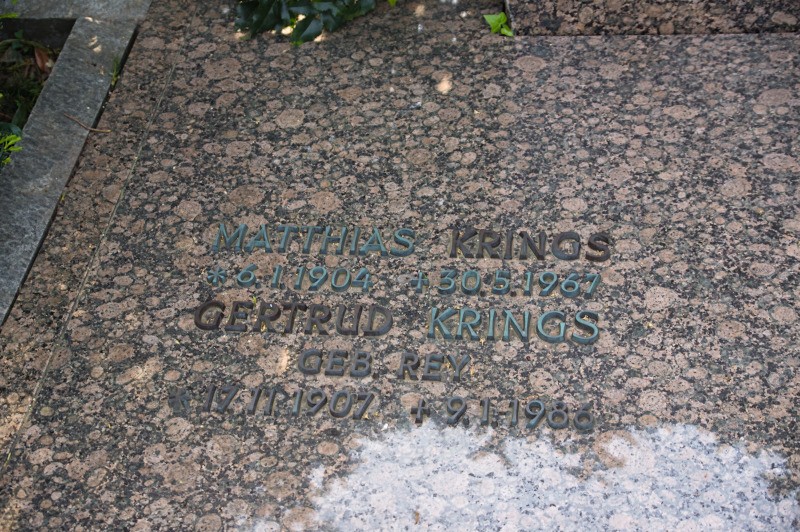 MATTHIAS KRINGS
* 6.1.1904 + 30.5.1967
GERTRUD KRINGS
GEB. REY
* 17.11.1907 + 9.1.1986